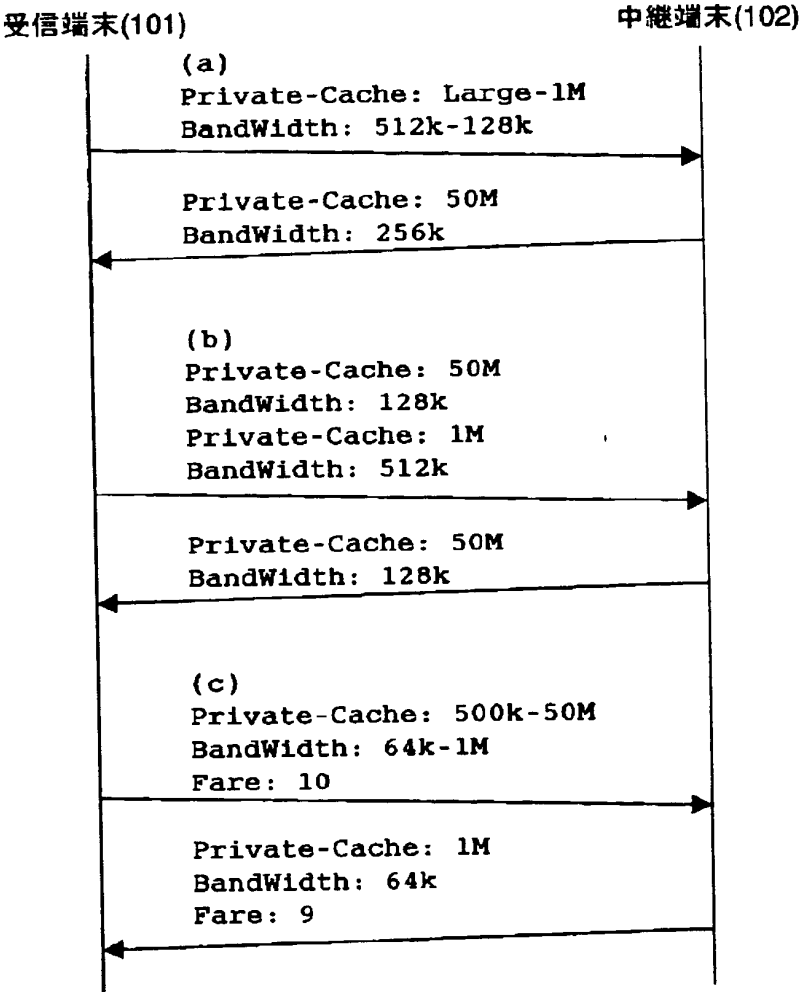 受信端末(101)
中継端末(102)
(a)
Private-Cache: Large-1M
BandWidth: 512k-128k
Private-Cache: 50M
BandWidth: 256k
(b)
Private-Cache: 50M
BandWidth: 128k
Private-Cache: 1M
BandWidth: 512k
Private-Cache: 50M
BandWidth: 128k
(c)
Private-Cache: 500k-50M
BandWidth: 64k-1M
Fare: 10
Private-Cache: 1M
BandWidth: 64k
Fare: 9